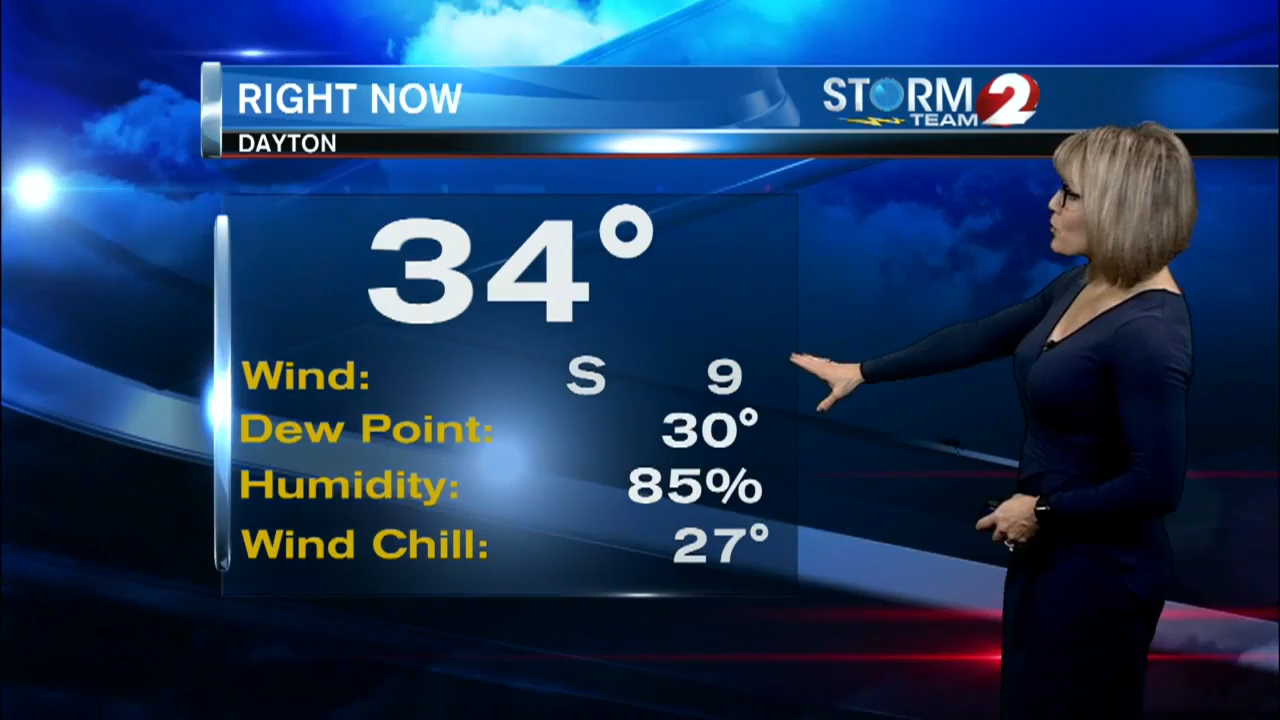 RIGHT NOW
STORM
TEAM 2
DAYTON
34°
Wind: S 9
Dew Point: 30°
Humidity: 85%
Wind Chill: 27°